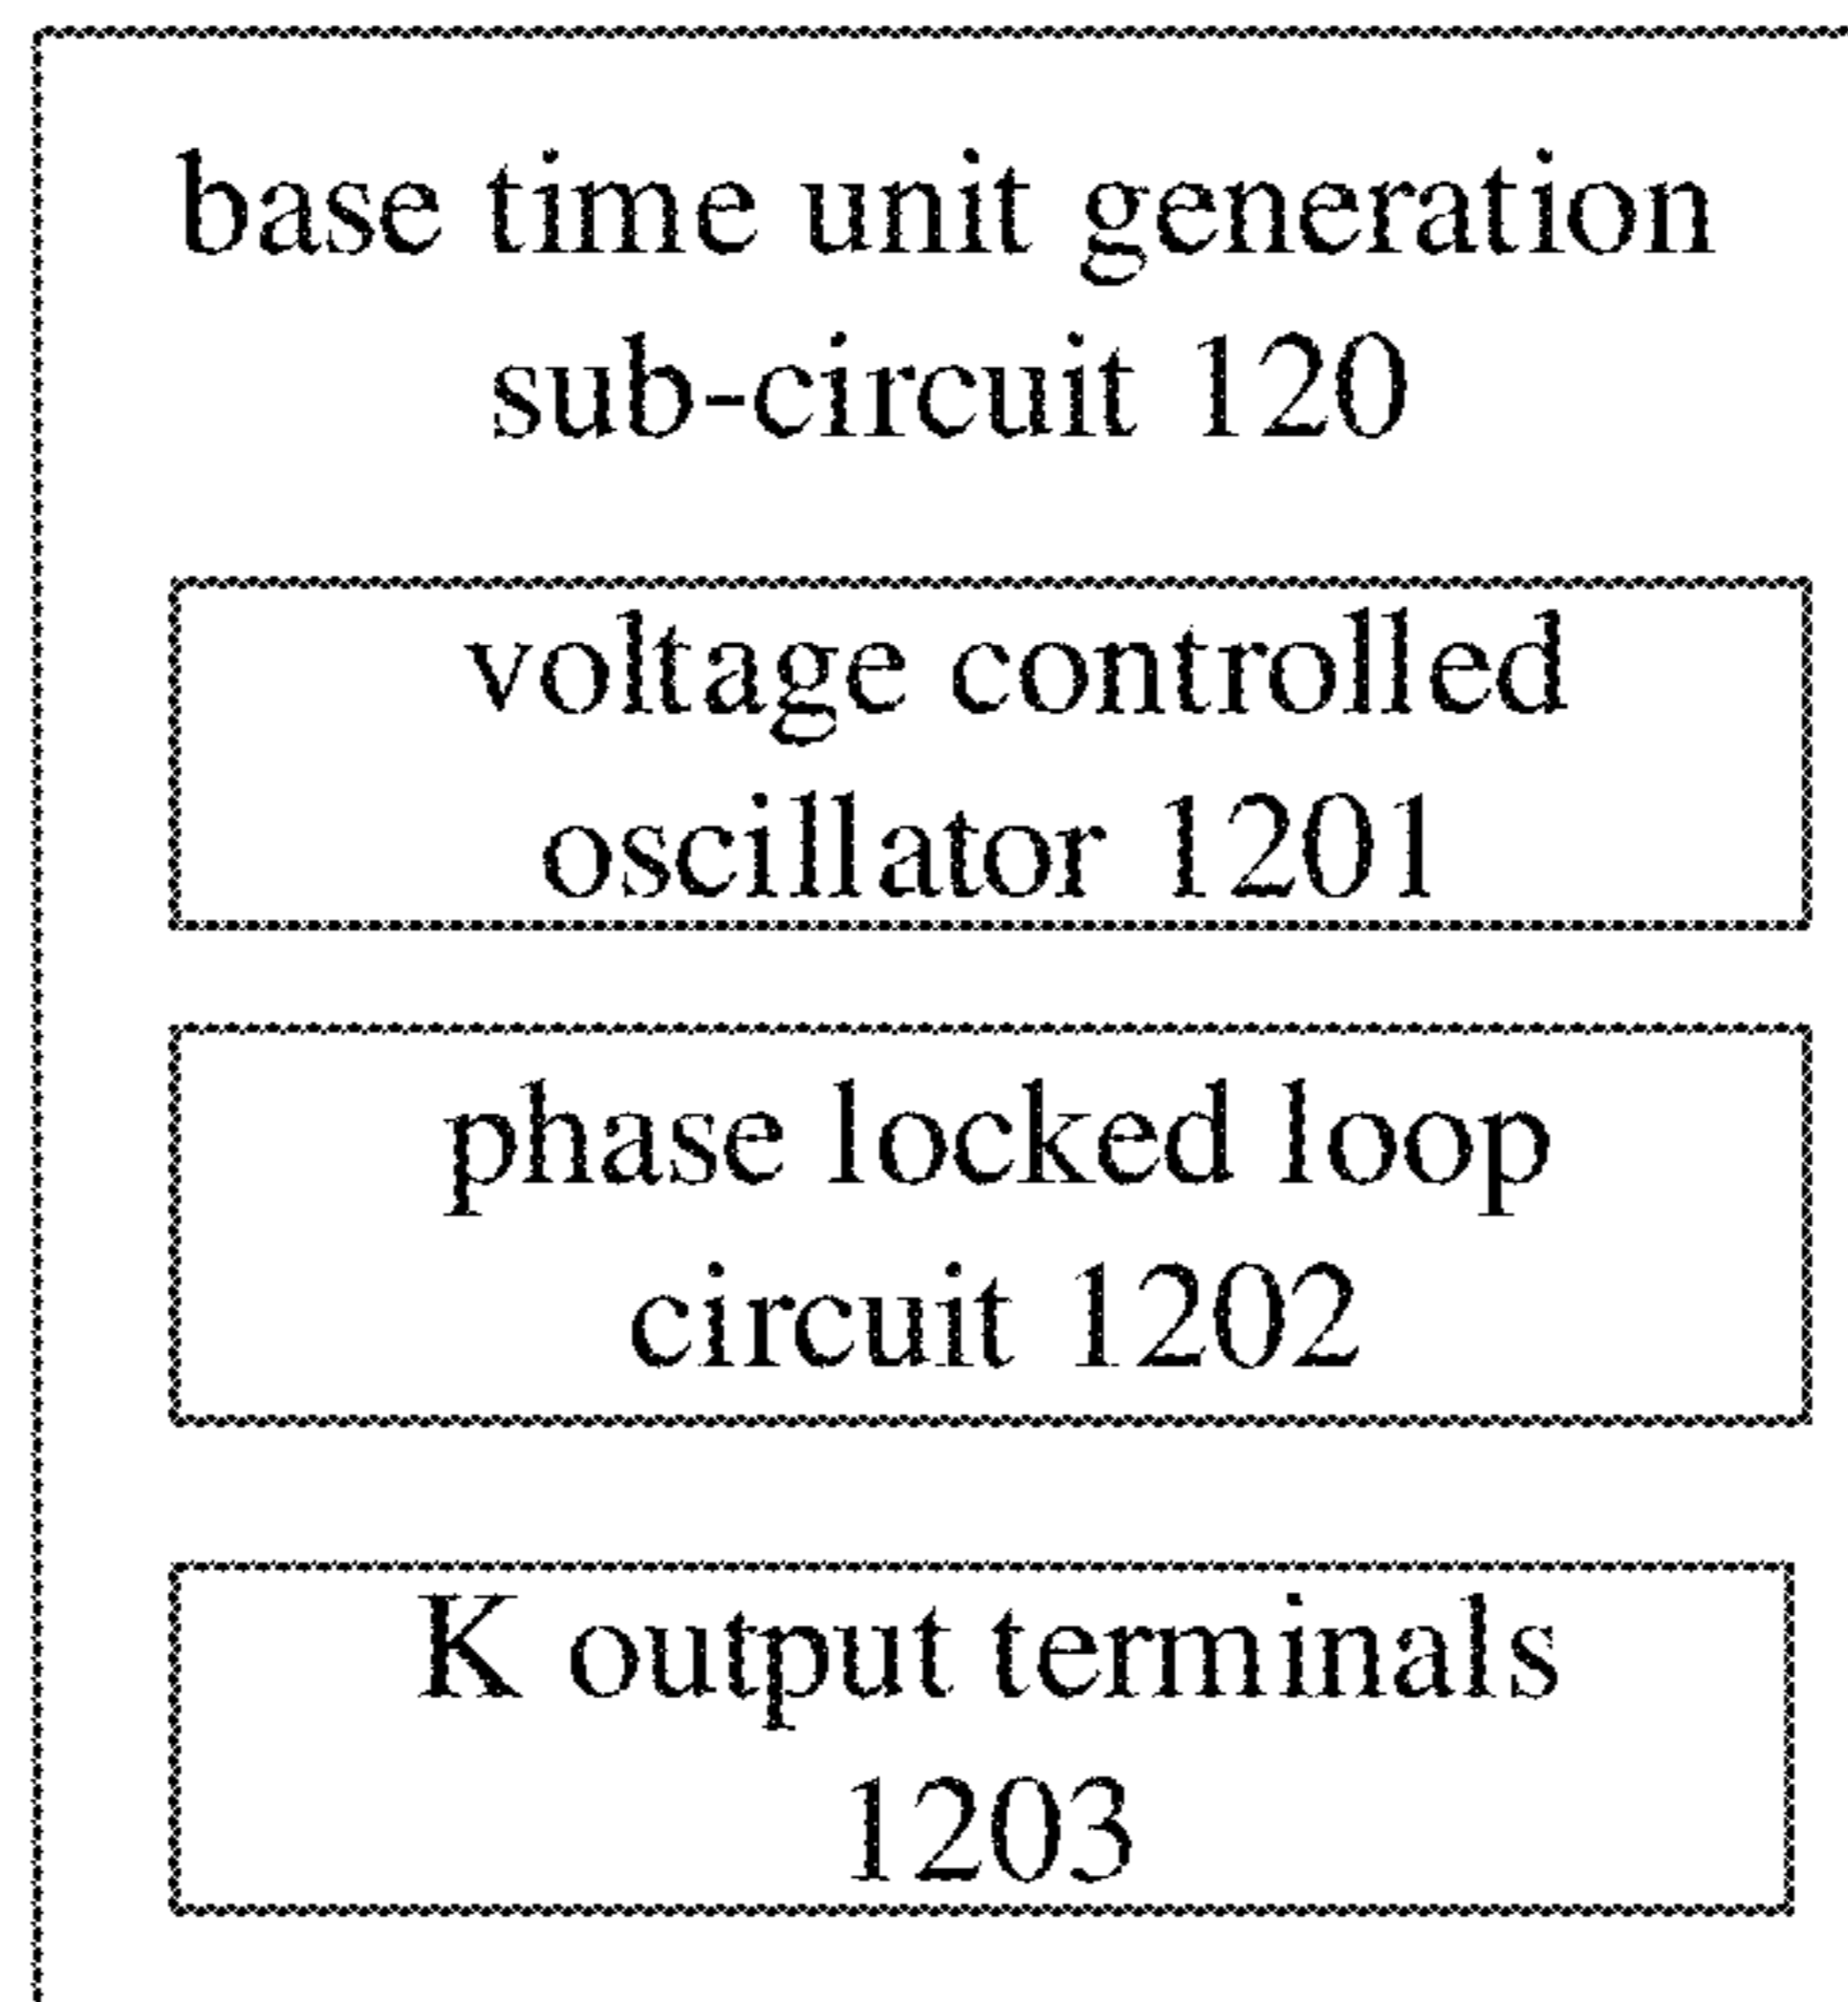 base time unit generation
sub-circuit 120
voltage controlled
oscillator 1201
phase locked loop
circuit 1202
K output terminals
1203